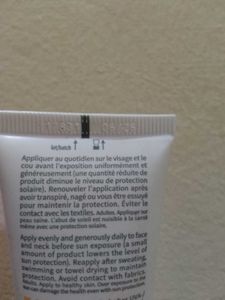 lot/batch
Appliquer au quotidien sur le visage et le
cou avant l'exposition uniformément et
généreusement (une quantité réduite de
produit diminue le niveau de protection
solaire). Renouveler l'application après
avoir transpiré, nagé ou vous être essuyé
pour maintenir la protection. Éviter le
contact avec les textiles. Adultes. Appliquer sur
peau saine. L'abus de soleil est nuisible à la santé
même avec une protection solaire.
Apply evenly and generously daily to face
and neck before sun exposure (a small
amount of product lowers the level of
sun protection). Reapply after sweating,
swimming or towel drying to maintain
protection. Avoid contact with fabrics.
Adults. Apply to healthy skin. Over exposure to the
sun can damage the health even with sun protection.